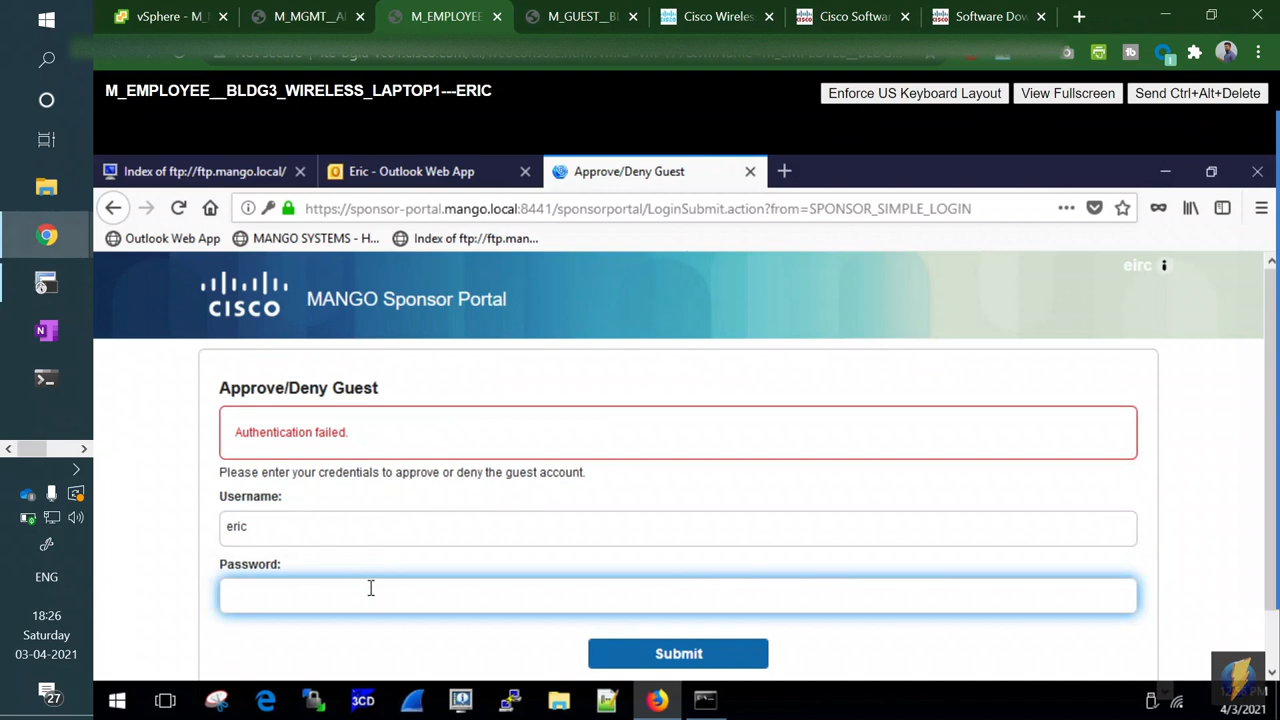 vSphere - M_M
M_MGMT__AL
M_EMPLOYEE
M_GUEST__BL
Cisco Wireles
Cisco Softwar
Software Dow
M_EMPLOYEE__BLDG3_WIRELESS_LAPTOP1---ERIC
Enforce US Keyboard Layout
View Fullscreen
Send Ctrl+Alt+Delete
Index of ftp://ftp.mango.local/
Eric - Outlook Web App
Approve/Deny Guest
https://sponsor-portal.mango.local:8441/sponsorportal/LoginSubmit.action?from=SPONSOR_SIMPLE_LOGIN
Outlook Web App
MANGO SYSTEMS - H...
Index of ftp://ftp.man...
eirc
CISCO
MANGO Sponsor Portal
Approve/Deny Guest
Authentication failed.
Please enter your credentials to approve or deny the guest account.
Username:
eric
Password:
Submit
ENG
18:26
Saturday
03-04-2021
27
3CD
4/3/2021